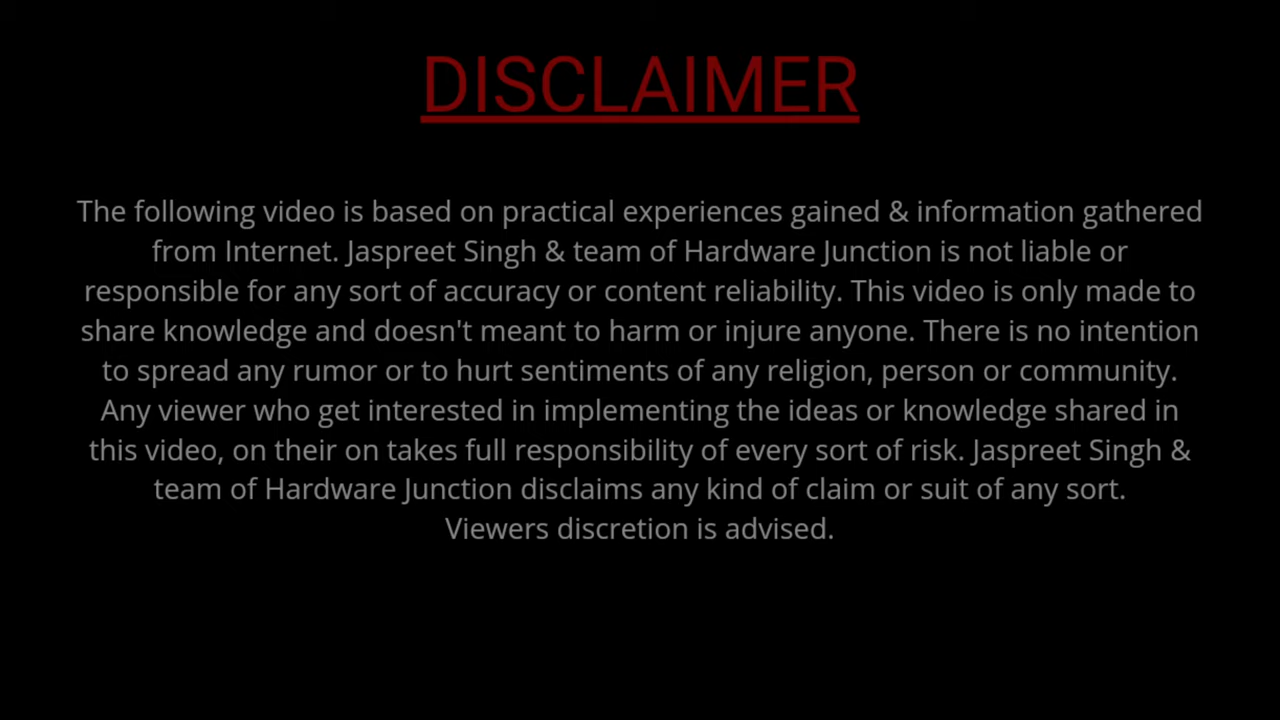 DISCLAIMER
The following video is based on practical experiences gained & information gathered
from Internet. Jaspreet Singh & team of Hardware Junction is not liable or
responsible for any sort of accuracy or content reliability. This video is only made to
share knowledge and doesn't meant to harm or injure anyone. There is no intention
to spread any rumor or to hurt sentiments of any religion, person or community.
Any viewer who get interested in implementing the ideas or knowledge shared in
this video, on their on takes full responsibility of every sort of risk. Jaspreet Singh &
team of Hardware Junction disclaims any kind of claim or suit of any sort.
Viewers discretion is advised.